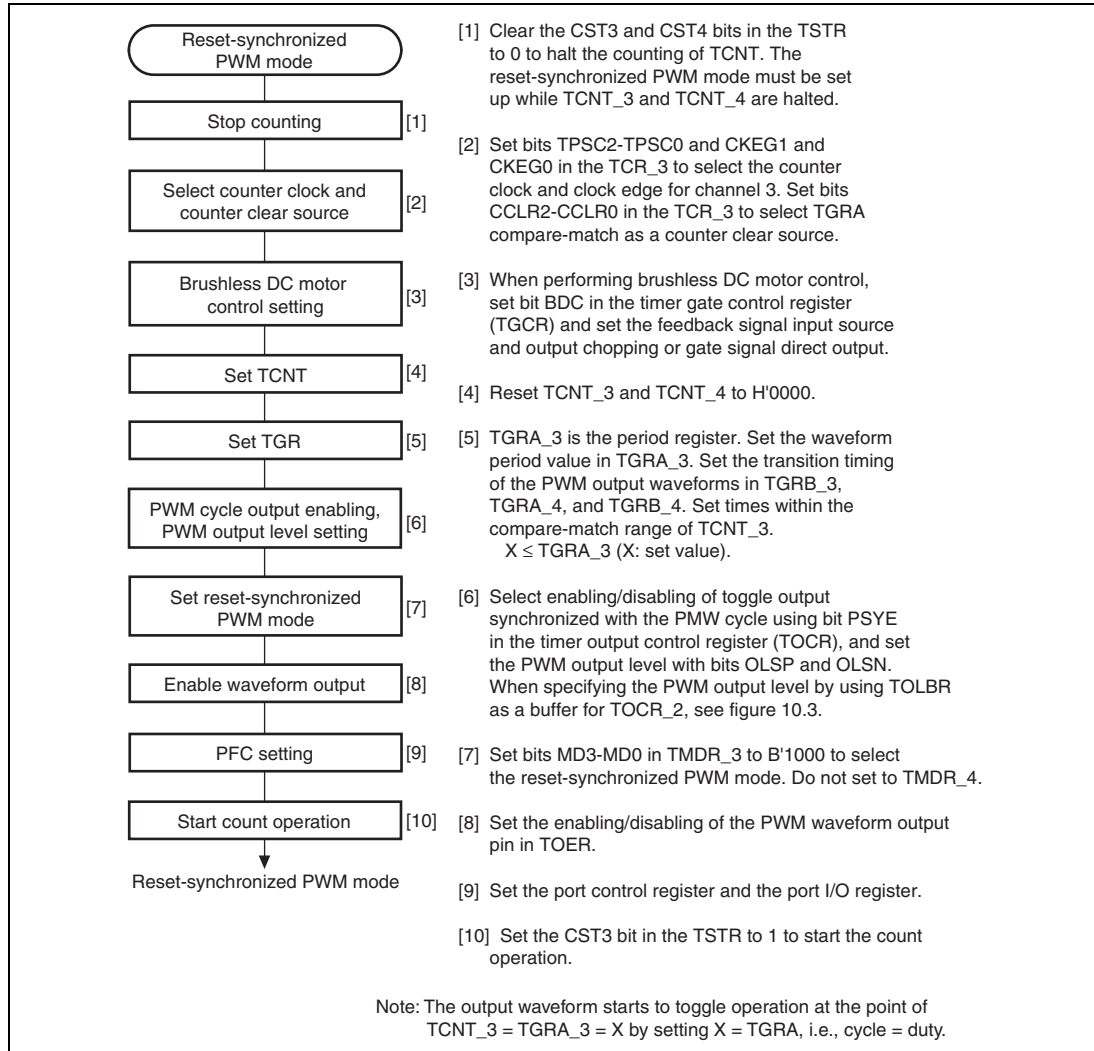 Reset-synchronized
PWM mode
Stop counting
[1]
Select counter clock and
counter clear source
[2]
Brushless DC motor
control setting
[3]
Set TCNT
[4]
Set TGR
[5]
PWM cycle output enabling,
PWM output level setting
[6]
Set reset-synchronized
PWM mode
[7]
Enable waveform output
[8]
PFC setting
[9]
Start count operation
[10]
Reset-synchronized PWM mode
[1] Clear the CST3 and CST4 bits in the TSTR
to 0 to halt the counting of TCNT. The
reset-synchronized PWM mode must be set
up while TCNT_3 and TCNT_4 are halted.
[2] Set bits TPSC2-TPSC0 and CKEG1 and
CKEG0 in the TCR_3 to select the counter
clock and clock edge for channel 3. Set bits
CCLR2-CCLR0 in the TCR_3 to select TGRA
compare-match as a counter clear source.
[3] When performing brushless DC motor control,
set bit BDC in the timer gate control register
(TGCR) and set the feedback signal input source
and output chopping or gate signal direct output.
[4] Reset TCNT_3 and TCNT_4 to H'0000.
[5] TGRA_3 is the period register. Set the waveform
period value in TGRA_3. Set the transition timing
of the PWM output waveforms in TGRB_3,
TGRA_4, and TGRB_4. Set times within the
compare-match range of TCNT_3.
X ≤ TGRA_3 (X: set value).
[6] Select enabling/disabling of toggle output
synchronized with the PMW cycle using bit PSYE
in the timer output control register (TOCR), and set
the PWM output level with bits OLSP and OLSN.
When specifying the PWM output level by using TOLBR
as a buffer for TOCR_2, see figure 10.3.
[7] Set bits MD3-MD0 in TMDR_3 to B'1000 to select
the reset-synchronized PWM mode. Do not set to TMDR_4.
[8] Set the enabling/disabling of the PWM waveform output
pin in TOER.
[9] Set the port control register and the port I/O register.
[10] Set the CST3 bit in the TSTR to 1 to start the count
operation.
Note: The output waveform starts to toggle operation at the point of
TCNT_3 = TGRA_3 = X by setting X = TGRA, i.e., cycle = duty.